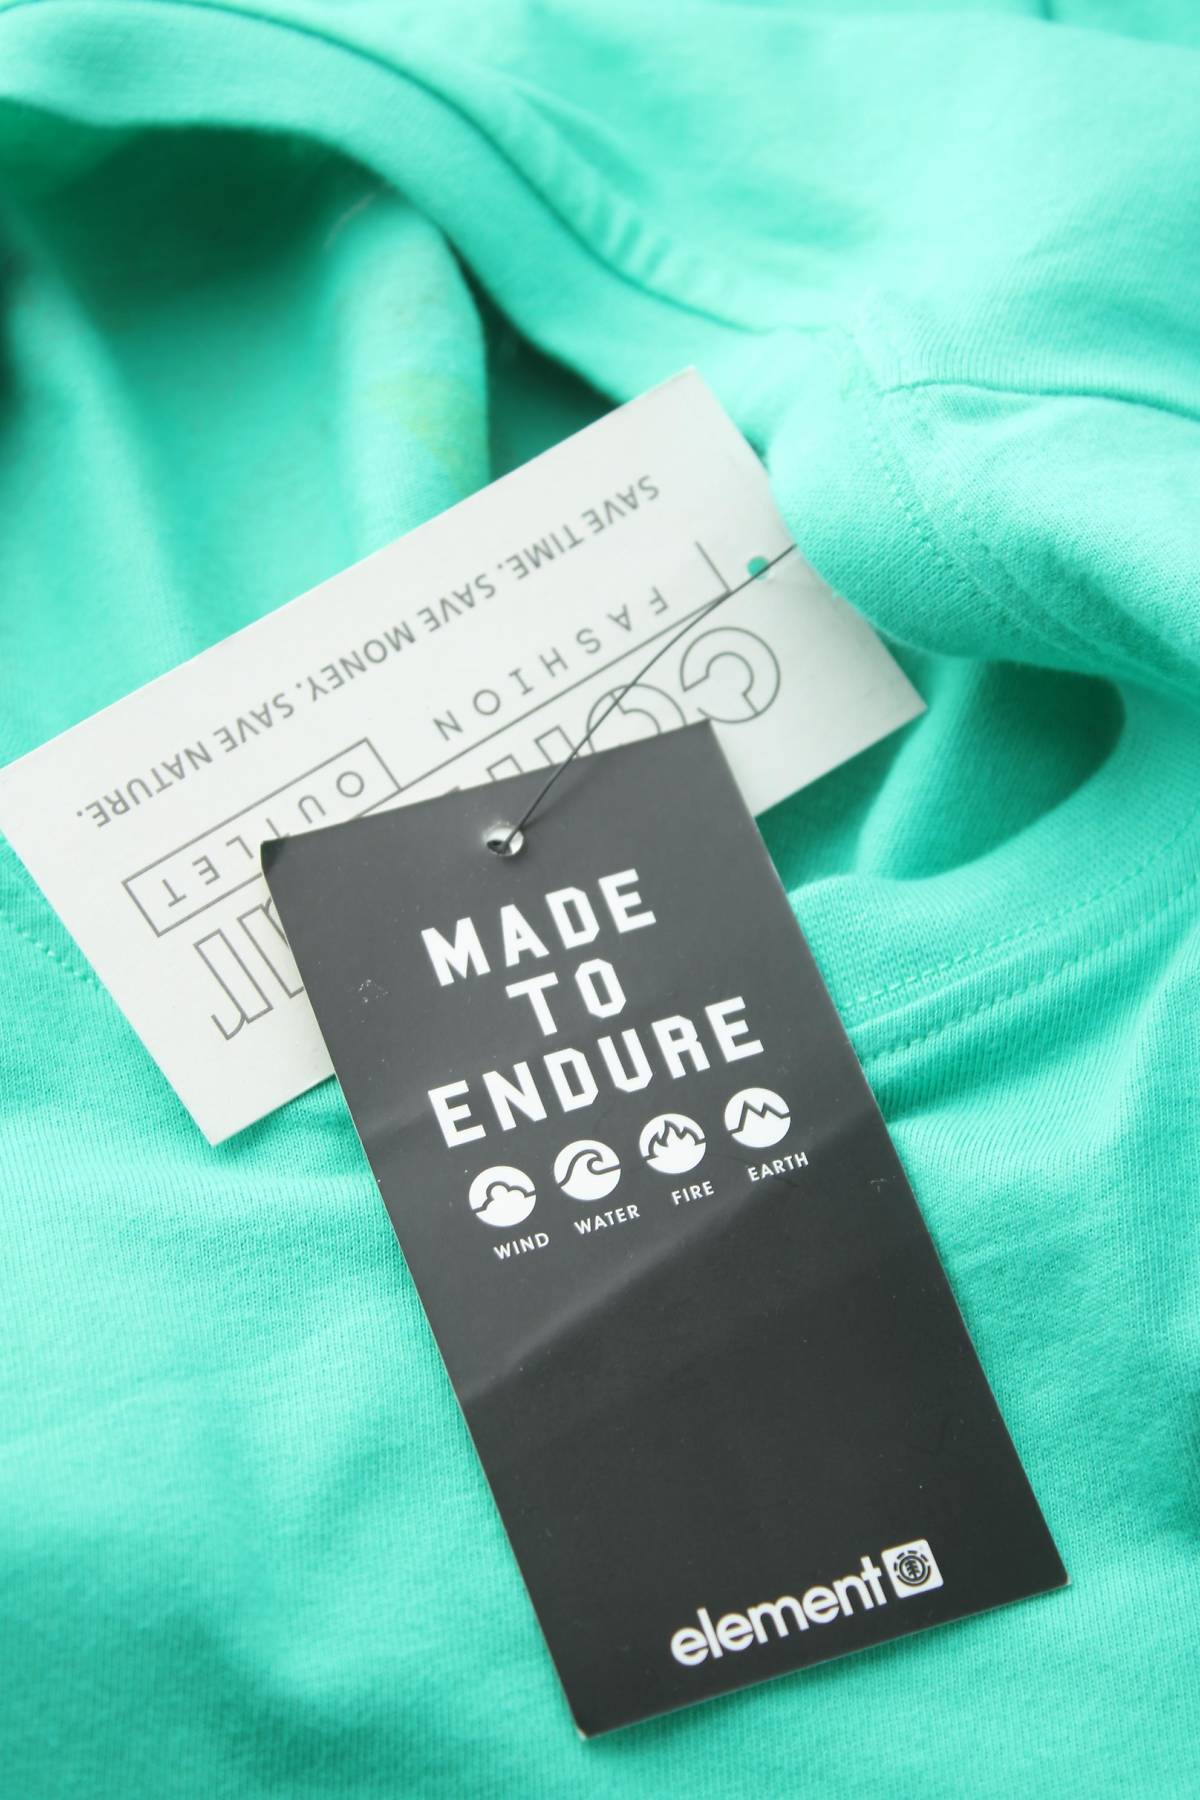 SAVE TIME. SAVE MONEY. SAVE NATURE.
FASHION
OUTLET
MADE
TO
ENDURE
WIND WATER FIRE EARTH
element